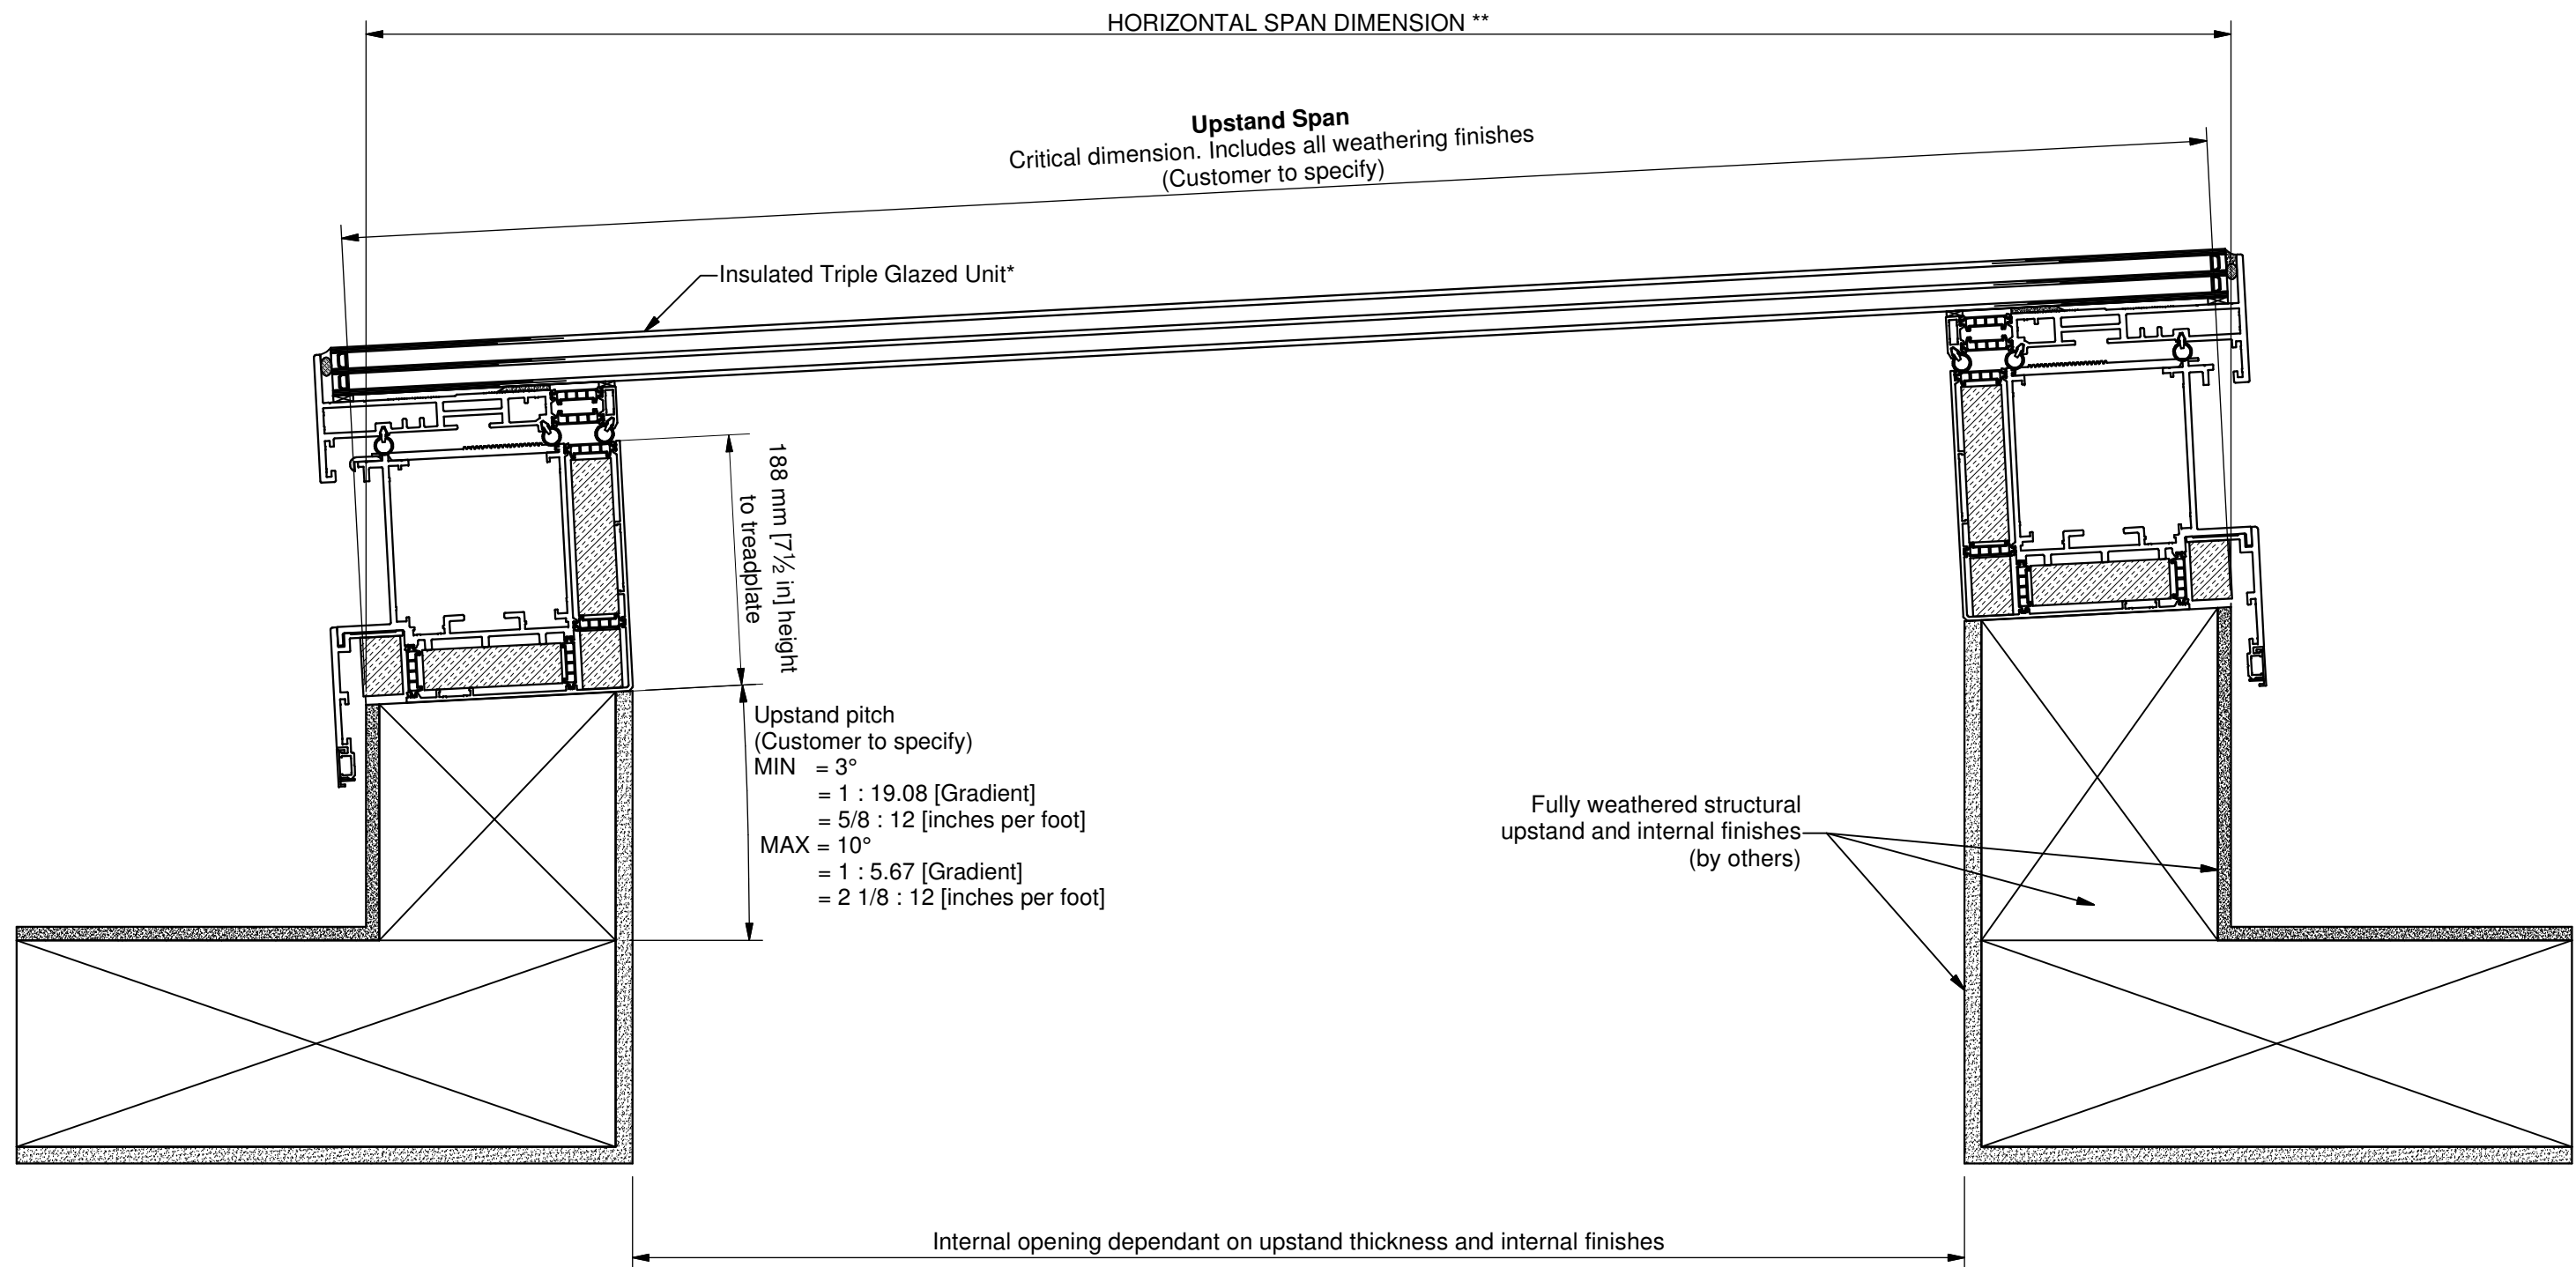 HORIZONTAL SPAN DIMENSION **
Upstand Span
Critical dimension. Includes all weathering finishes
(Customer to specify)
Insulated Triple Glazed Unit*
188 mm [7½ in] height
to treadplate
Upstand pitch
(Customer to specify)
MIN = 3°
= 1 : 19.08 [Gradient]
= 5/8 : 12 [inches per foot]
MAX = 10°
= 1 : 5.67 [Gradient]
= 2 1/8 : 12 [inches per foot]
Fully weathered structural
upstand and internal finishes
(by others)
Internal opening dependant on upstand thickness and internal finishes